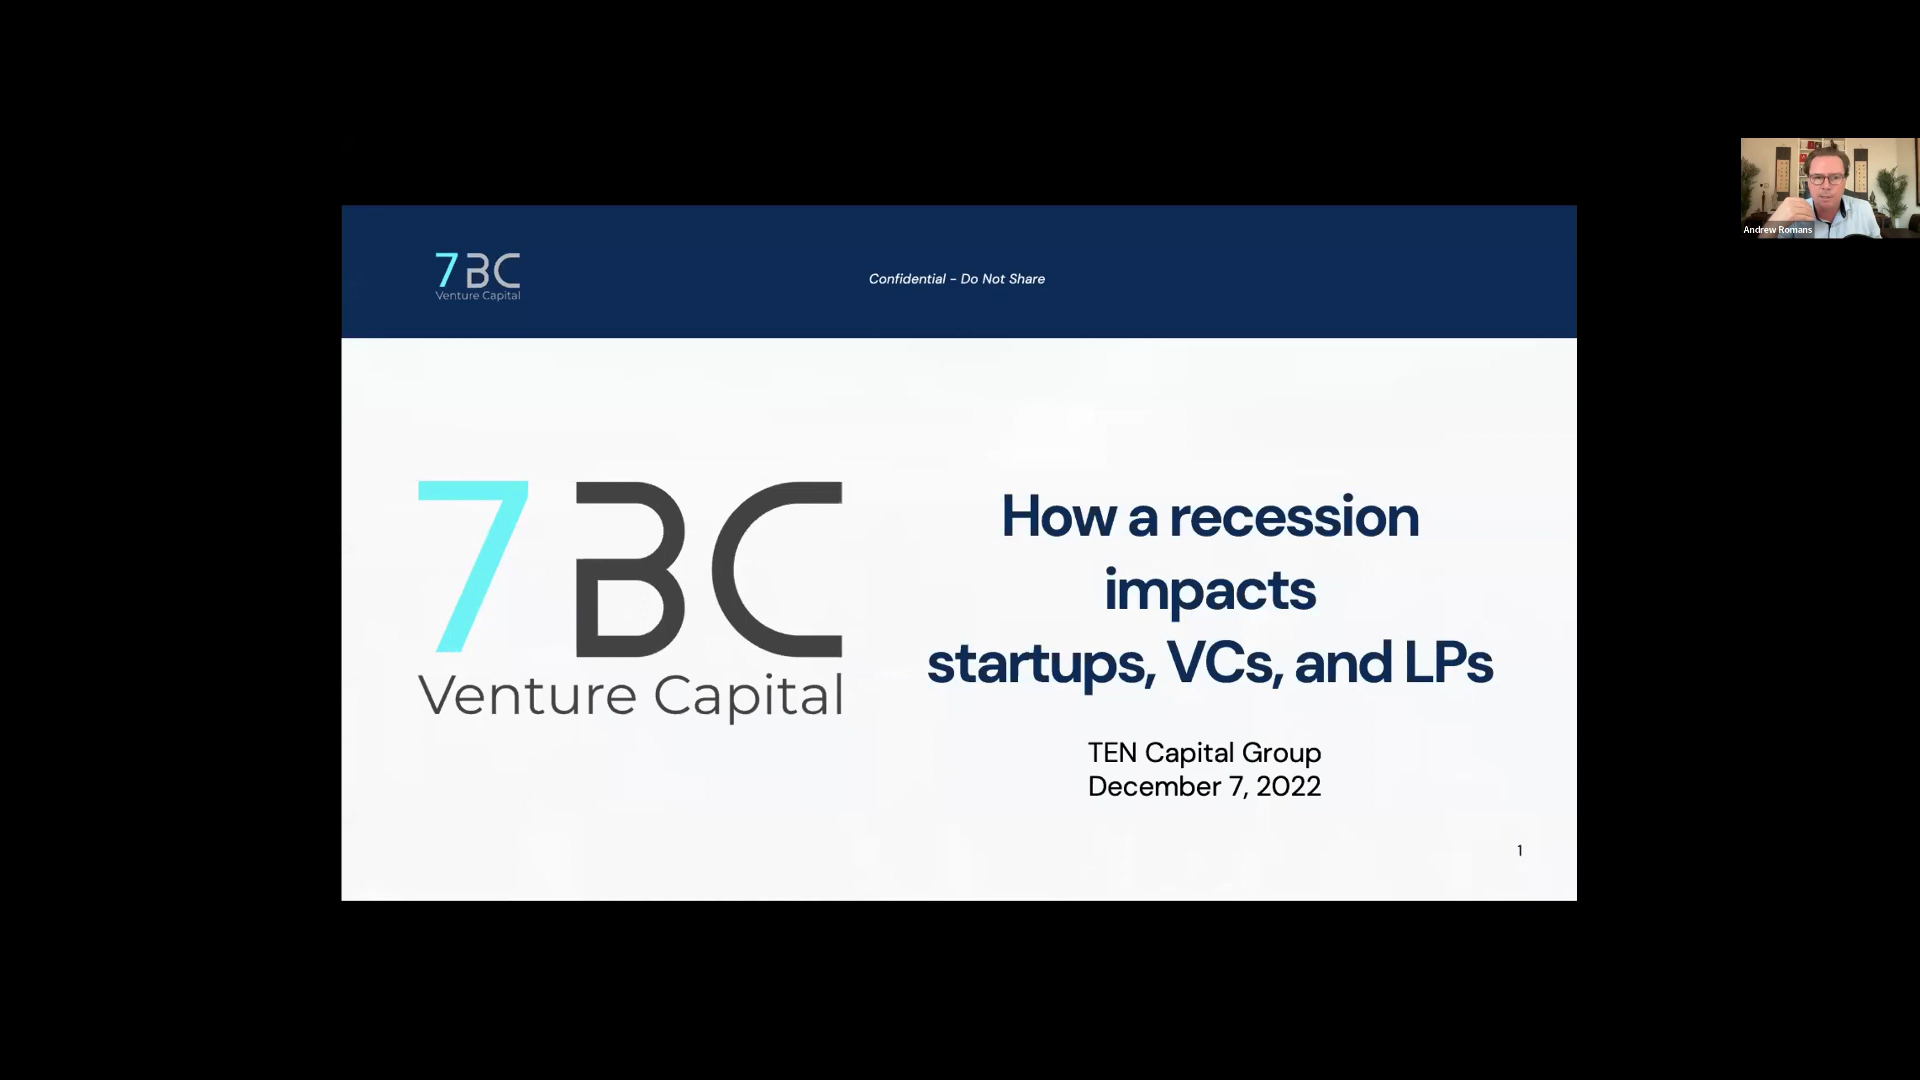 7BC
Venture Capital
Confidential - Do Not Share
Andrew Romans
7BC
Venture Capital
How a recession
impacts
startups, VCs, and LPs
TEN Capital Group
December 7, 2022
1